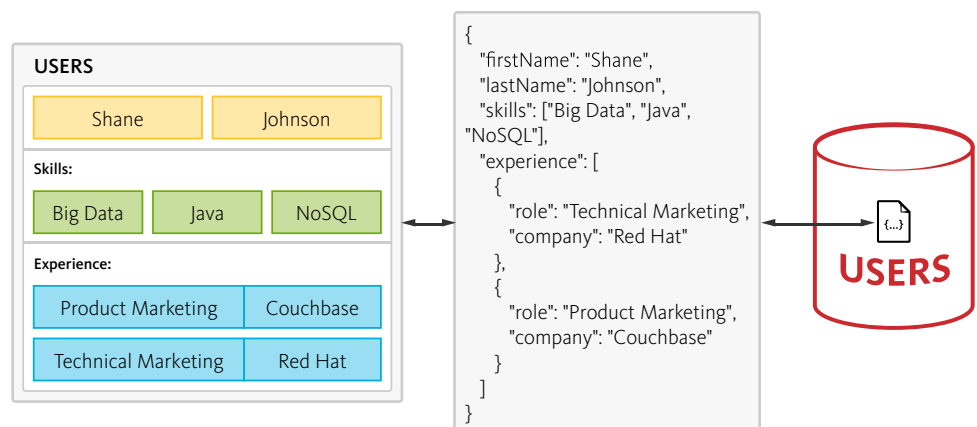 USERS
Shane Johnson
Skills:
Big Data Java NoSQL
Experience:
Product Marketing Couchbase
Technical Marketing Red Hat
{
"firstName": "Shane",
"lastName": "Johnson",
"skills": ["Big Data", "Java",
"NoSQL"],
"experience": [
{
"role": "Technical Marketing",
"company": "Red Hat"
},
{
"role": "Product Marketing",
"company": "Couchbase"
}
]
}
{...}
USERS